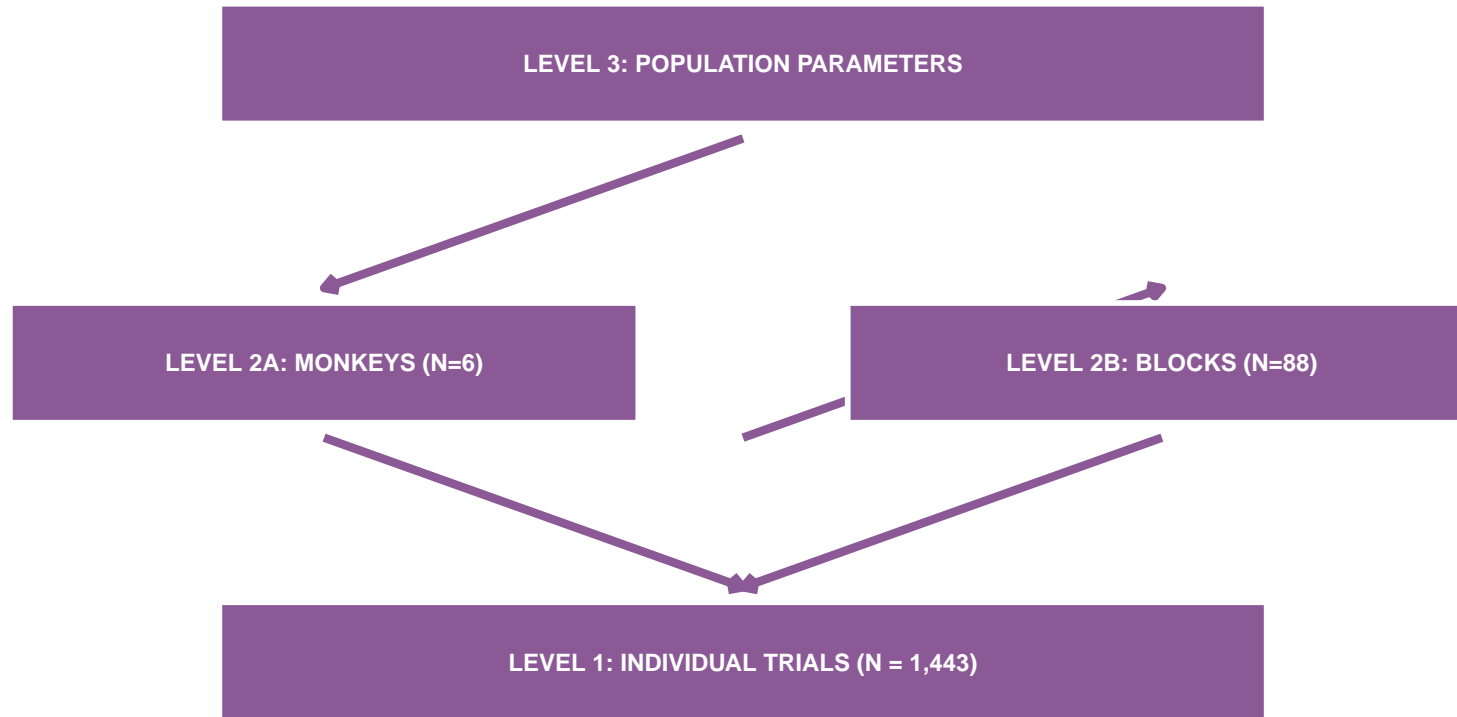 LEVEL 3: POPULATION PARAMETERS
LEVEL 2A: MONKEYS (N=6)
LEVEL 2B: BLOCKS (N=88)
LEVEL 1: INDIVIDUAL TRIALS (N = 1,443)